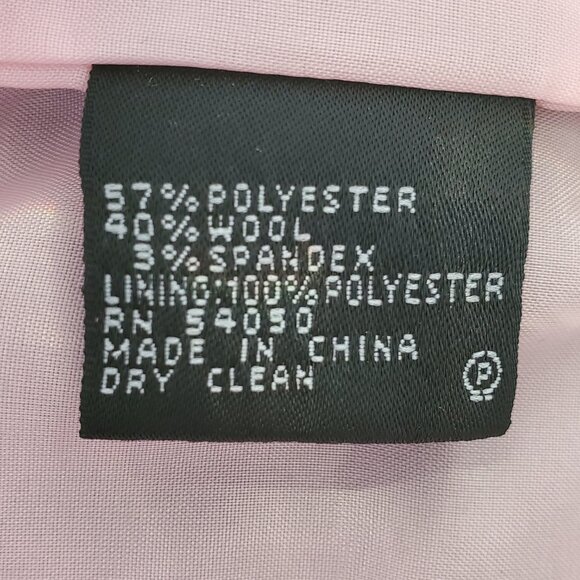 57% POLYESTER
40% WOOL
3% SPANDEX
LINING:100% POLYESTER
RN 54050
MADE IN CHINA
DRY CLEAN P